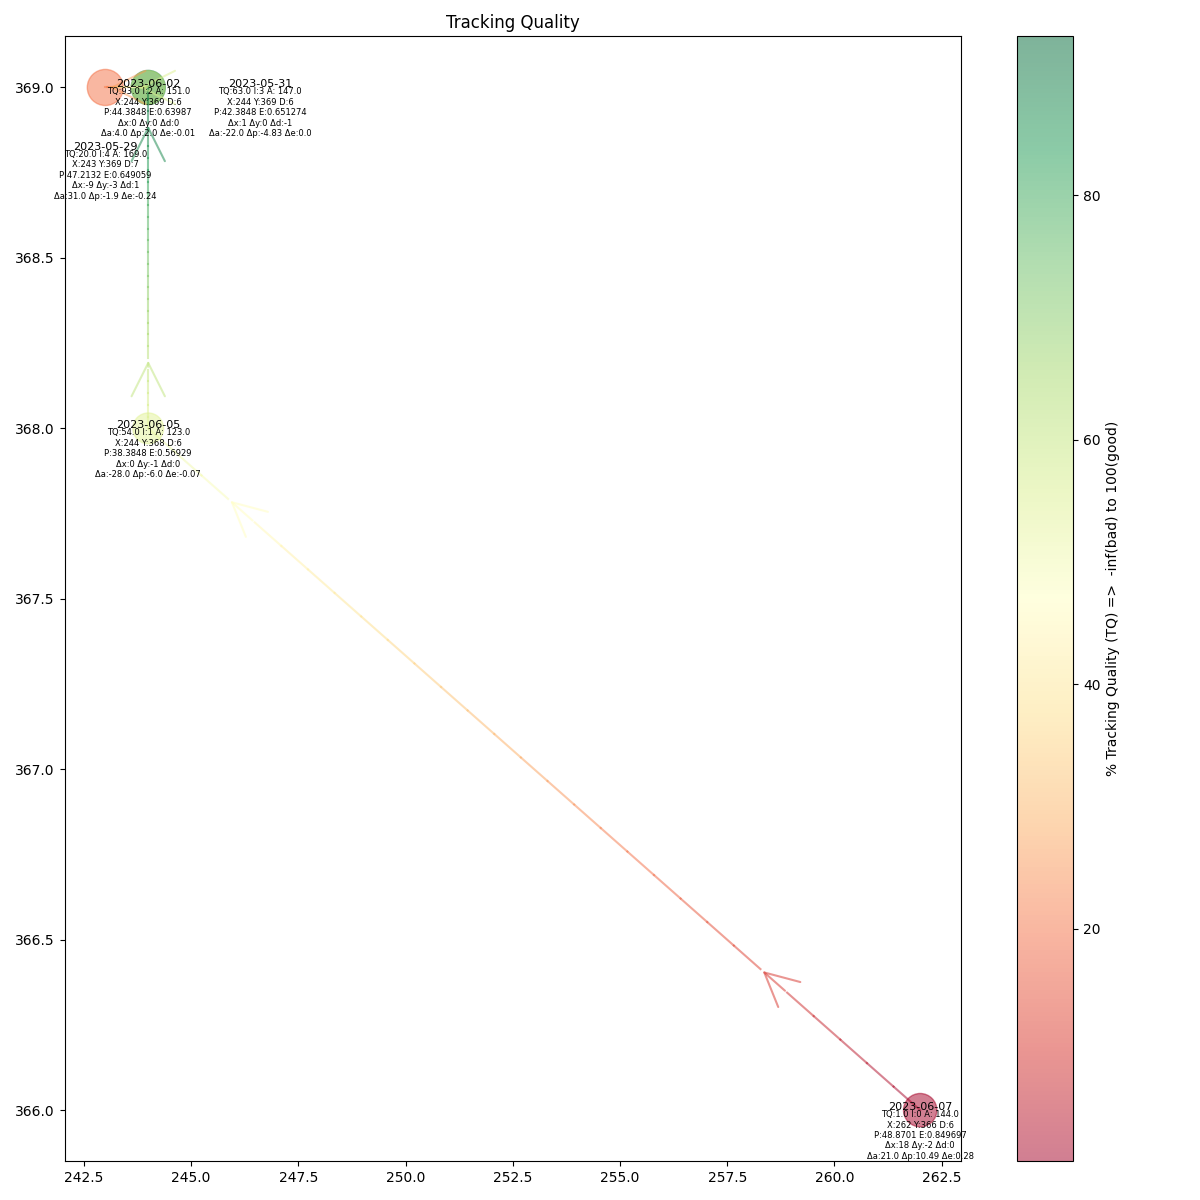 Tracking Quality
369.0
368.5
368.0
367.5
367.0
366.5
366.0
2023-06-02
TQ:93.0 I:2 A: 151.0
X:244 Y:369 D:6
P:44.3848 E:0.63987
Δx:0 Δy:0 Δd:0
Δa:4.0 Δp:2.0 Δe:-0.01
2023-05-31
TQ:63.0 I:3 A: 147.0
X:244 Y:369 D:6
P:42.3848 E:0.651274
Δx:1 Δy:0 Δd:-1
Δa:-22.0 Δp:-4.83 Δe:0.0
2023-05-29
TQ:20.0 I:4 A: 169.0
X:243 Y:369 D:7
P:47.2132 E:0.649059
Δx:-9 Δy:-3 Δd:1
Δa:31.0 Δp:-1.9 Δe:-0.24
2023-06-05
TQ:54.0 I:1 A: 123.0
X:244 Y:368 D:6
P:38.3848 E:0.56929
Δx:0 Δy:-1 Δd:0
Δa:-28.0 Δp:-6.0 Δe:-0.07
2023-06-07
TQ:1.0 I:0 A: 144.0
X:262 Y:366 D:6
P:48.8701 E:0.849697
Δx:18 Δy:-2 Δd:0
Δa:21.0 Δp:10.49 Δe:0.28
242.5 245.0 247.5 250.0 252.5 255.0 257.5 260.0 262.5
80
60
40
20
% Tracking Quality (TQ) => -inf(bad) to 100(good)